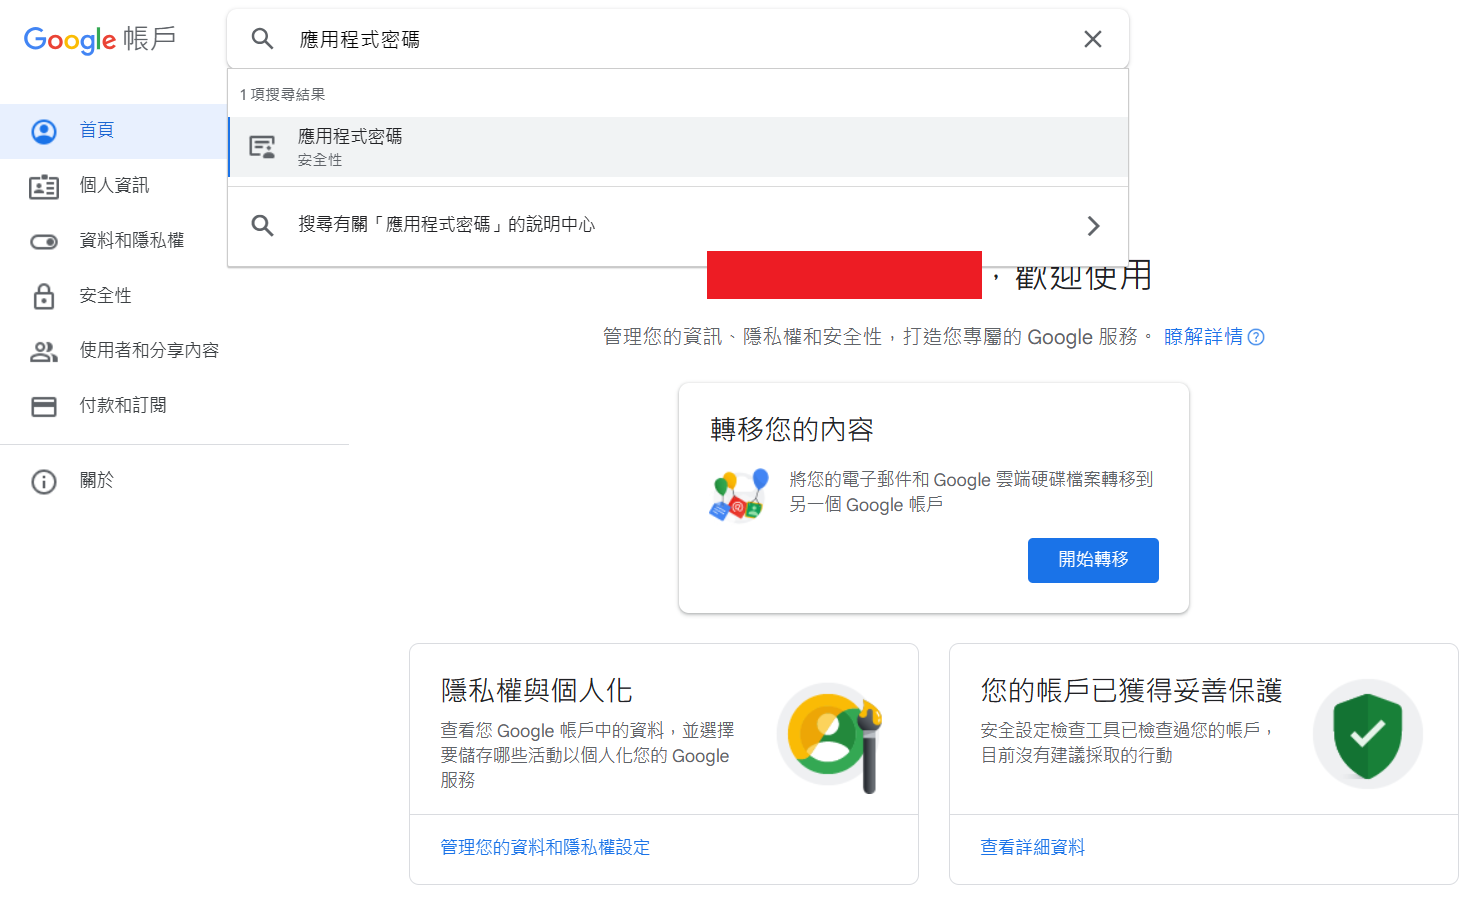 Google 帳戶
應用程式密碼
1 項搜尋結果
應用程式密碼
安全性
搜尋有關「應用程式密碼」的說明中心
首頁
個人資訊
資料和隱私權
安全性
使用者和分享內容
付款和訂閱
關於
，歡迎使用
管理您的資訊、隱私權和安全性，打造您專屬的 Google 服務。 瞭解詳情
轉移您的內容
將您的電子郵件和 Google 雲端硬碟檔案轉移到
另一個 Google 帳戶
開始轉移
隱私權與個人化
查看您 Google 帳戶中的資料，並選擇
要儲存哪些活動以個人化您的 Google
服務
管理您的資料和隱私權設定
您的帳戶已獲得妥善保護
安全設定檢查工具已檢查過您的帳戶，
目前沒有建議採取的行動
查看詳細資料